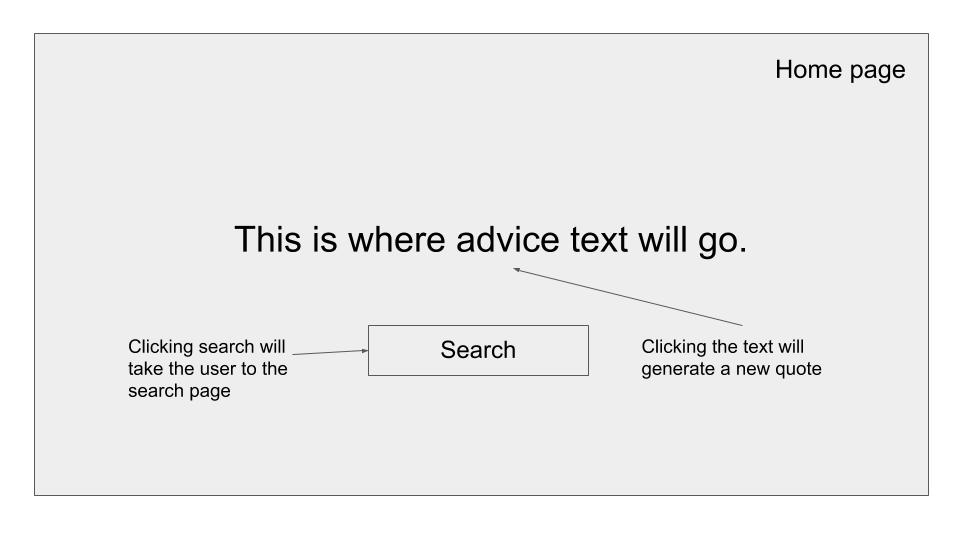 Home page
This is where advice text will go.
Clicking search will
take the user to the
search page
Search
Clicking the text will
generate a new quote